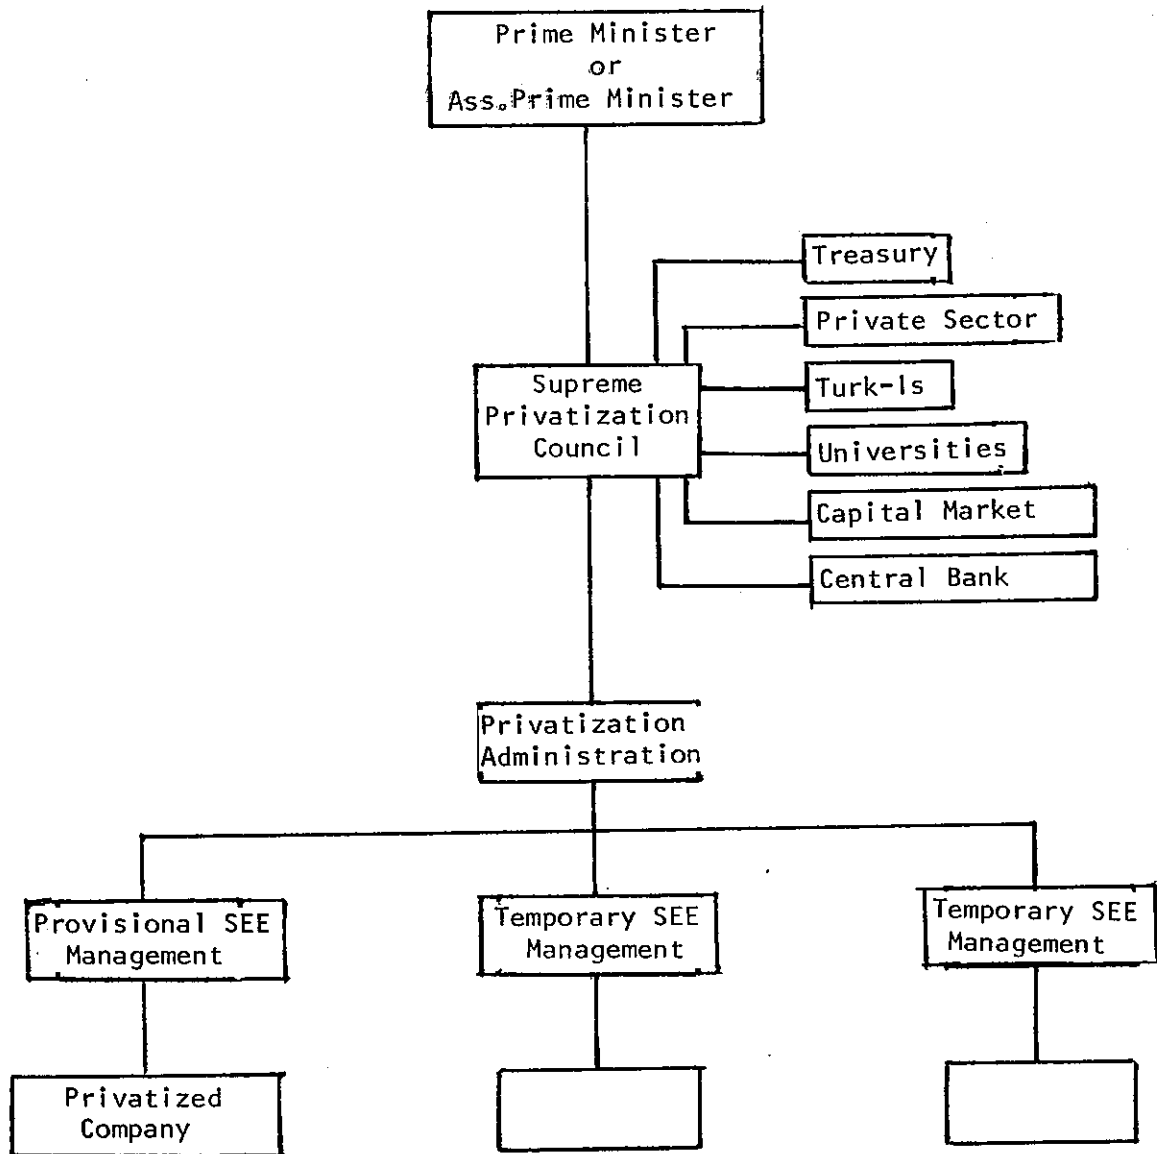 Prime Minister
or
Ass.Prime Minister
Treasury
Private Sector
Turk-Is
Universities
Capital Market
Central Bank
Supreme
Privatization
Council
Privatization
Administration
Provisional SEE
Management
Temporary SEE
Management
Temporary SEE
Management
Privatized
Company